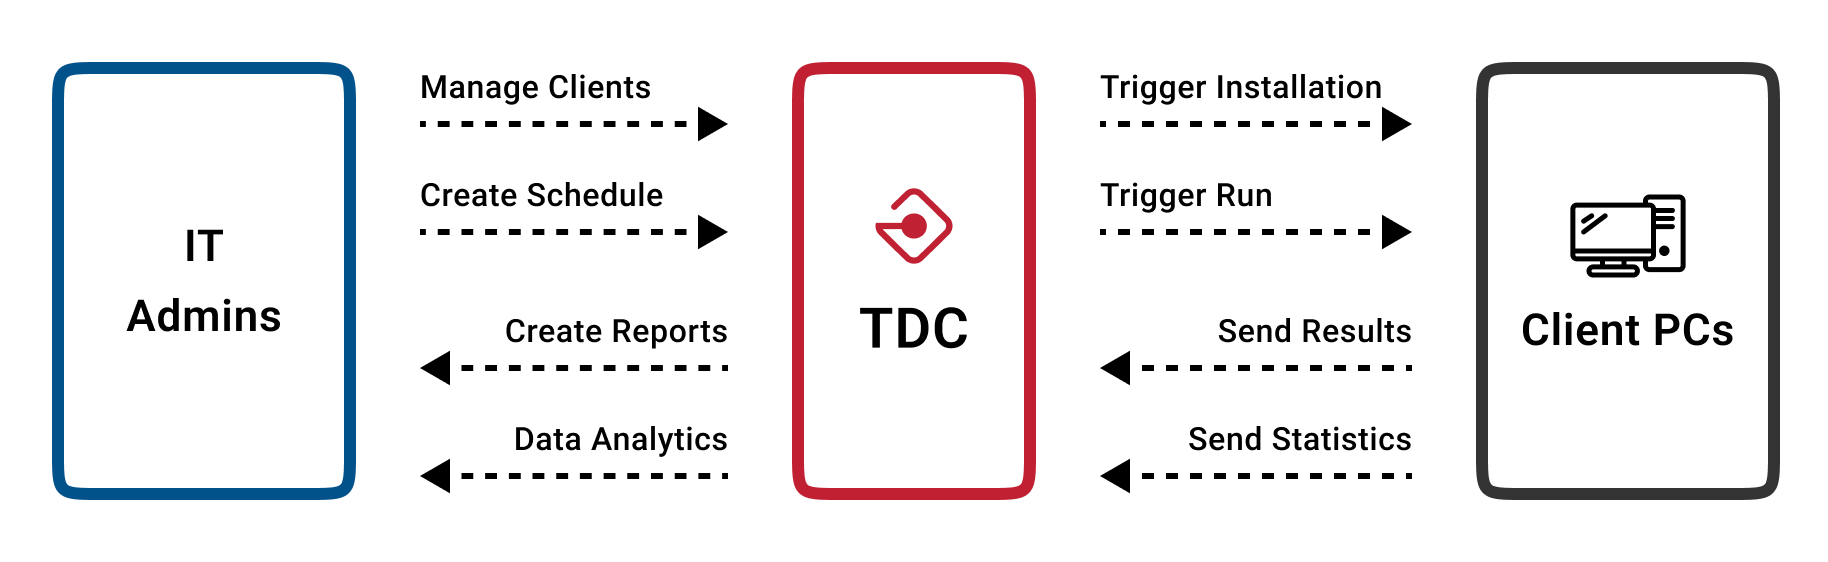 IT
Admins
Manage Clients
Create Schedule
Create Reports
Data Analytics
TDC
Trigger Installation
Trigger Run
Send Results
Send Statistics
Client PCs